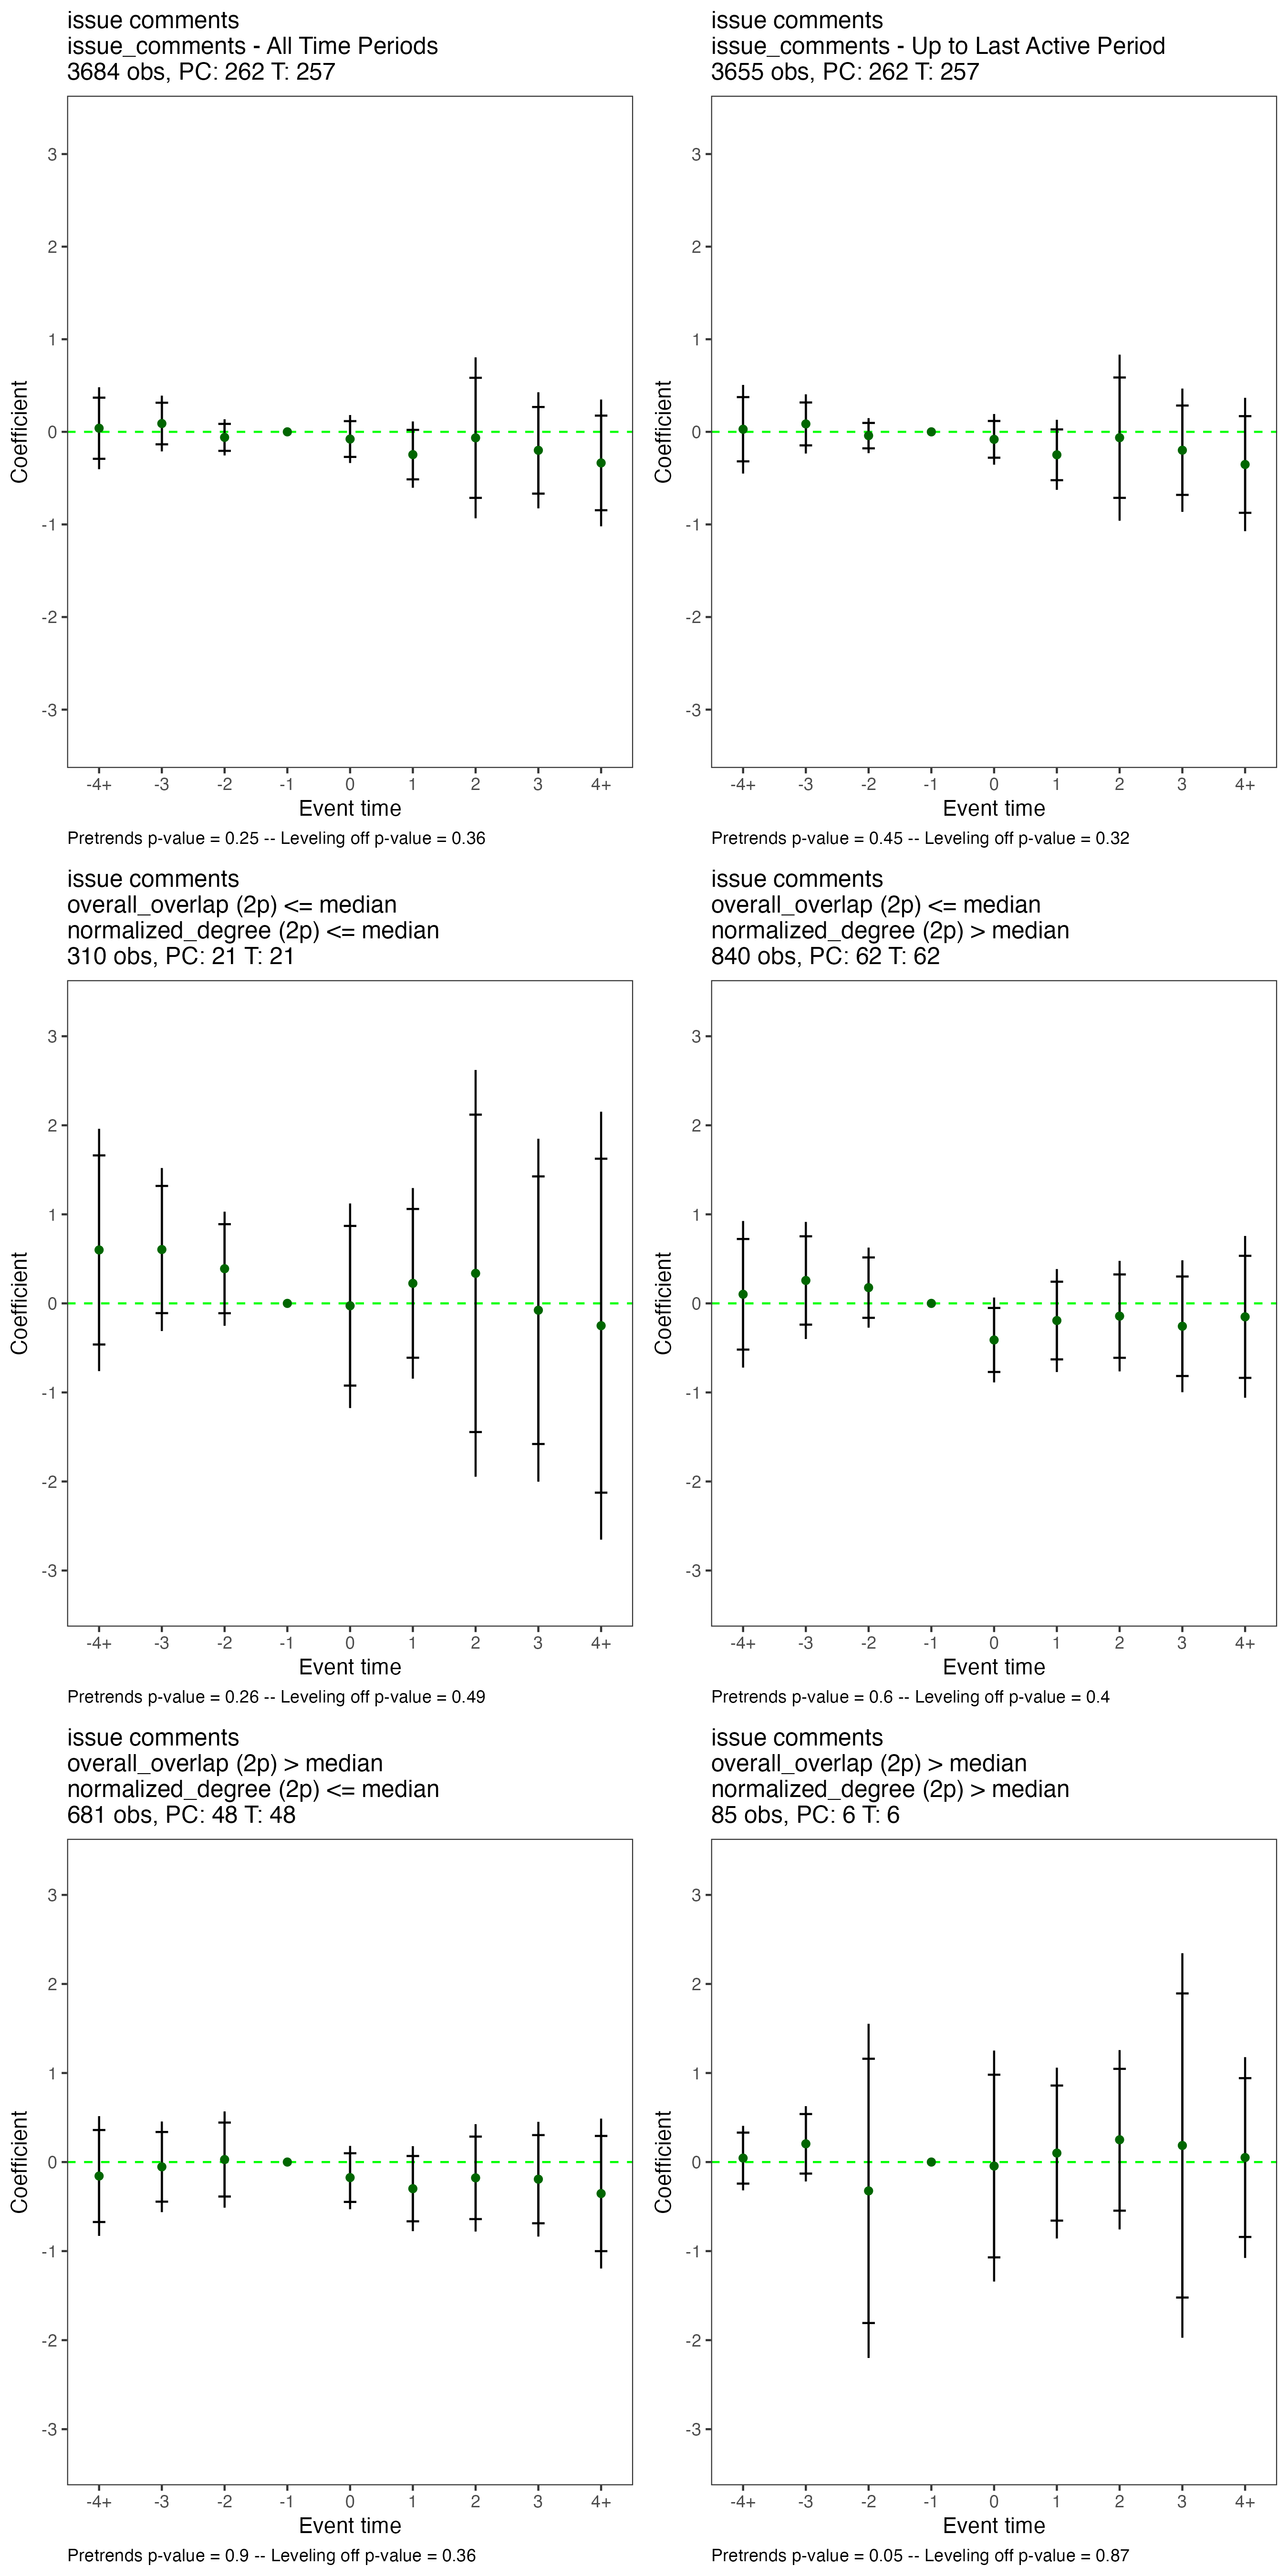 issue comments
issue_comments - All Time Periods
3684 obs, PC: 262 T: 257
3
2
1
0
-1
-2
-3
Coefficient
-4+ -3 -2 -1 0 1 2 3 4+
Event time
Pretrends p-value = 0.25 -- Leveling off p-value = 0.36
issue comments
issue_comments - Up to Last Active Period
3655 obs, PC: 262 T: 257
3
2
1
0
-1
-2
-3
Coefficient
-4+ -3 -2 -1 0 1 2 3 4+
Event time
Pretrends p-value = 0.45 -- Leveling off p-value = 0.32
issue comments
overall_overlap (2p) <= median
normalized_degree (2p) <= median
310 obs, PC: 21 T: 21
3
2
1
0
-1
-2
-3
Coefficient
-4+ -3 -2 -1 0 1 2 3 4+
Event time
Pretrends p-value = 0.26 -- Leveling off p-value = 0.49
issue comments
overall_overlap (2p) <= median
normalized_degree (2p) > median
840 obs, PC: 62 T: 62
3
2
1
0
-1
-2
-3
Coefficient
-4+ -3 -2 -1 0 1 2 3 4+
Event time
Pretrends p-value = 0.6 -- Leveling off p-value = 0.4
issue comments
overall_overlap (2p) > median
normalized_degree (2p) <= median
681 obs, PC: 48 T: 48
3
2
1
0
-1
-2
-3
Coefficient
-4+ -3 -2 -1 0 1 2 3 4+
Event time
Pretrends p-value = 0.9 -- Leveling off p-value = 0.36
issue comments
overall_overlap (2p) > median
normalized_degree (2p) > median
85 obs, PC: 6 T: 6
3
2
1
0
-1
-2
-3
Coefficient
-4+ -3 -2 -1 0 1 2 3 4+
Event time
Pretrends p-value = 0.05 -- Leveling off p-value = 0.87